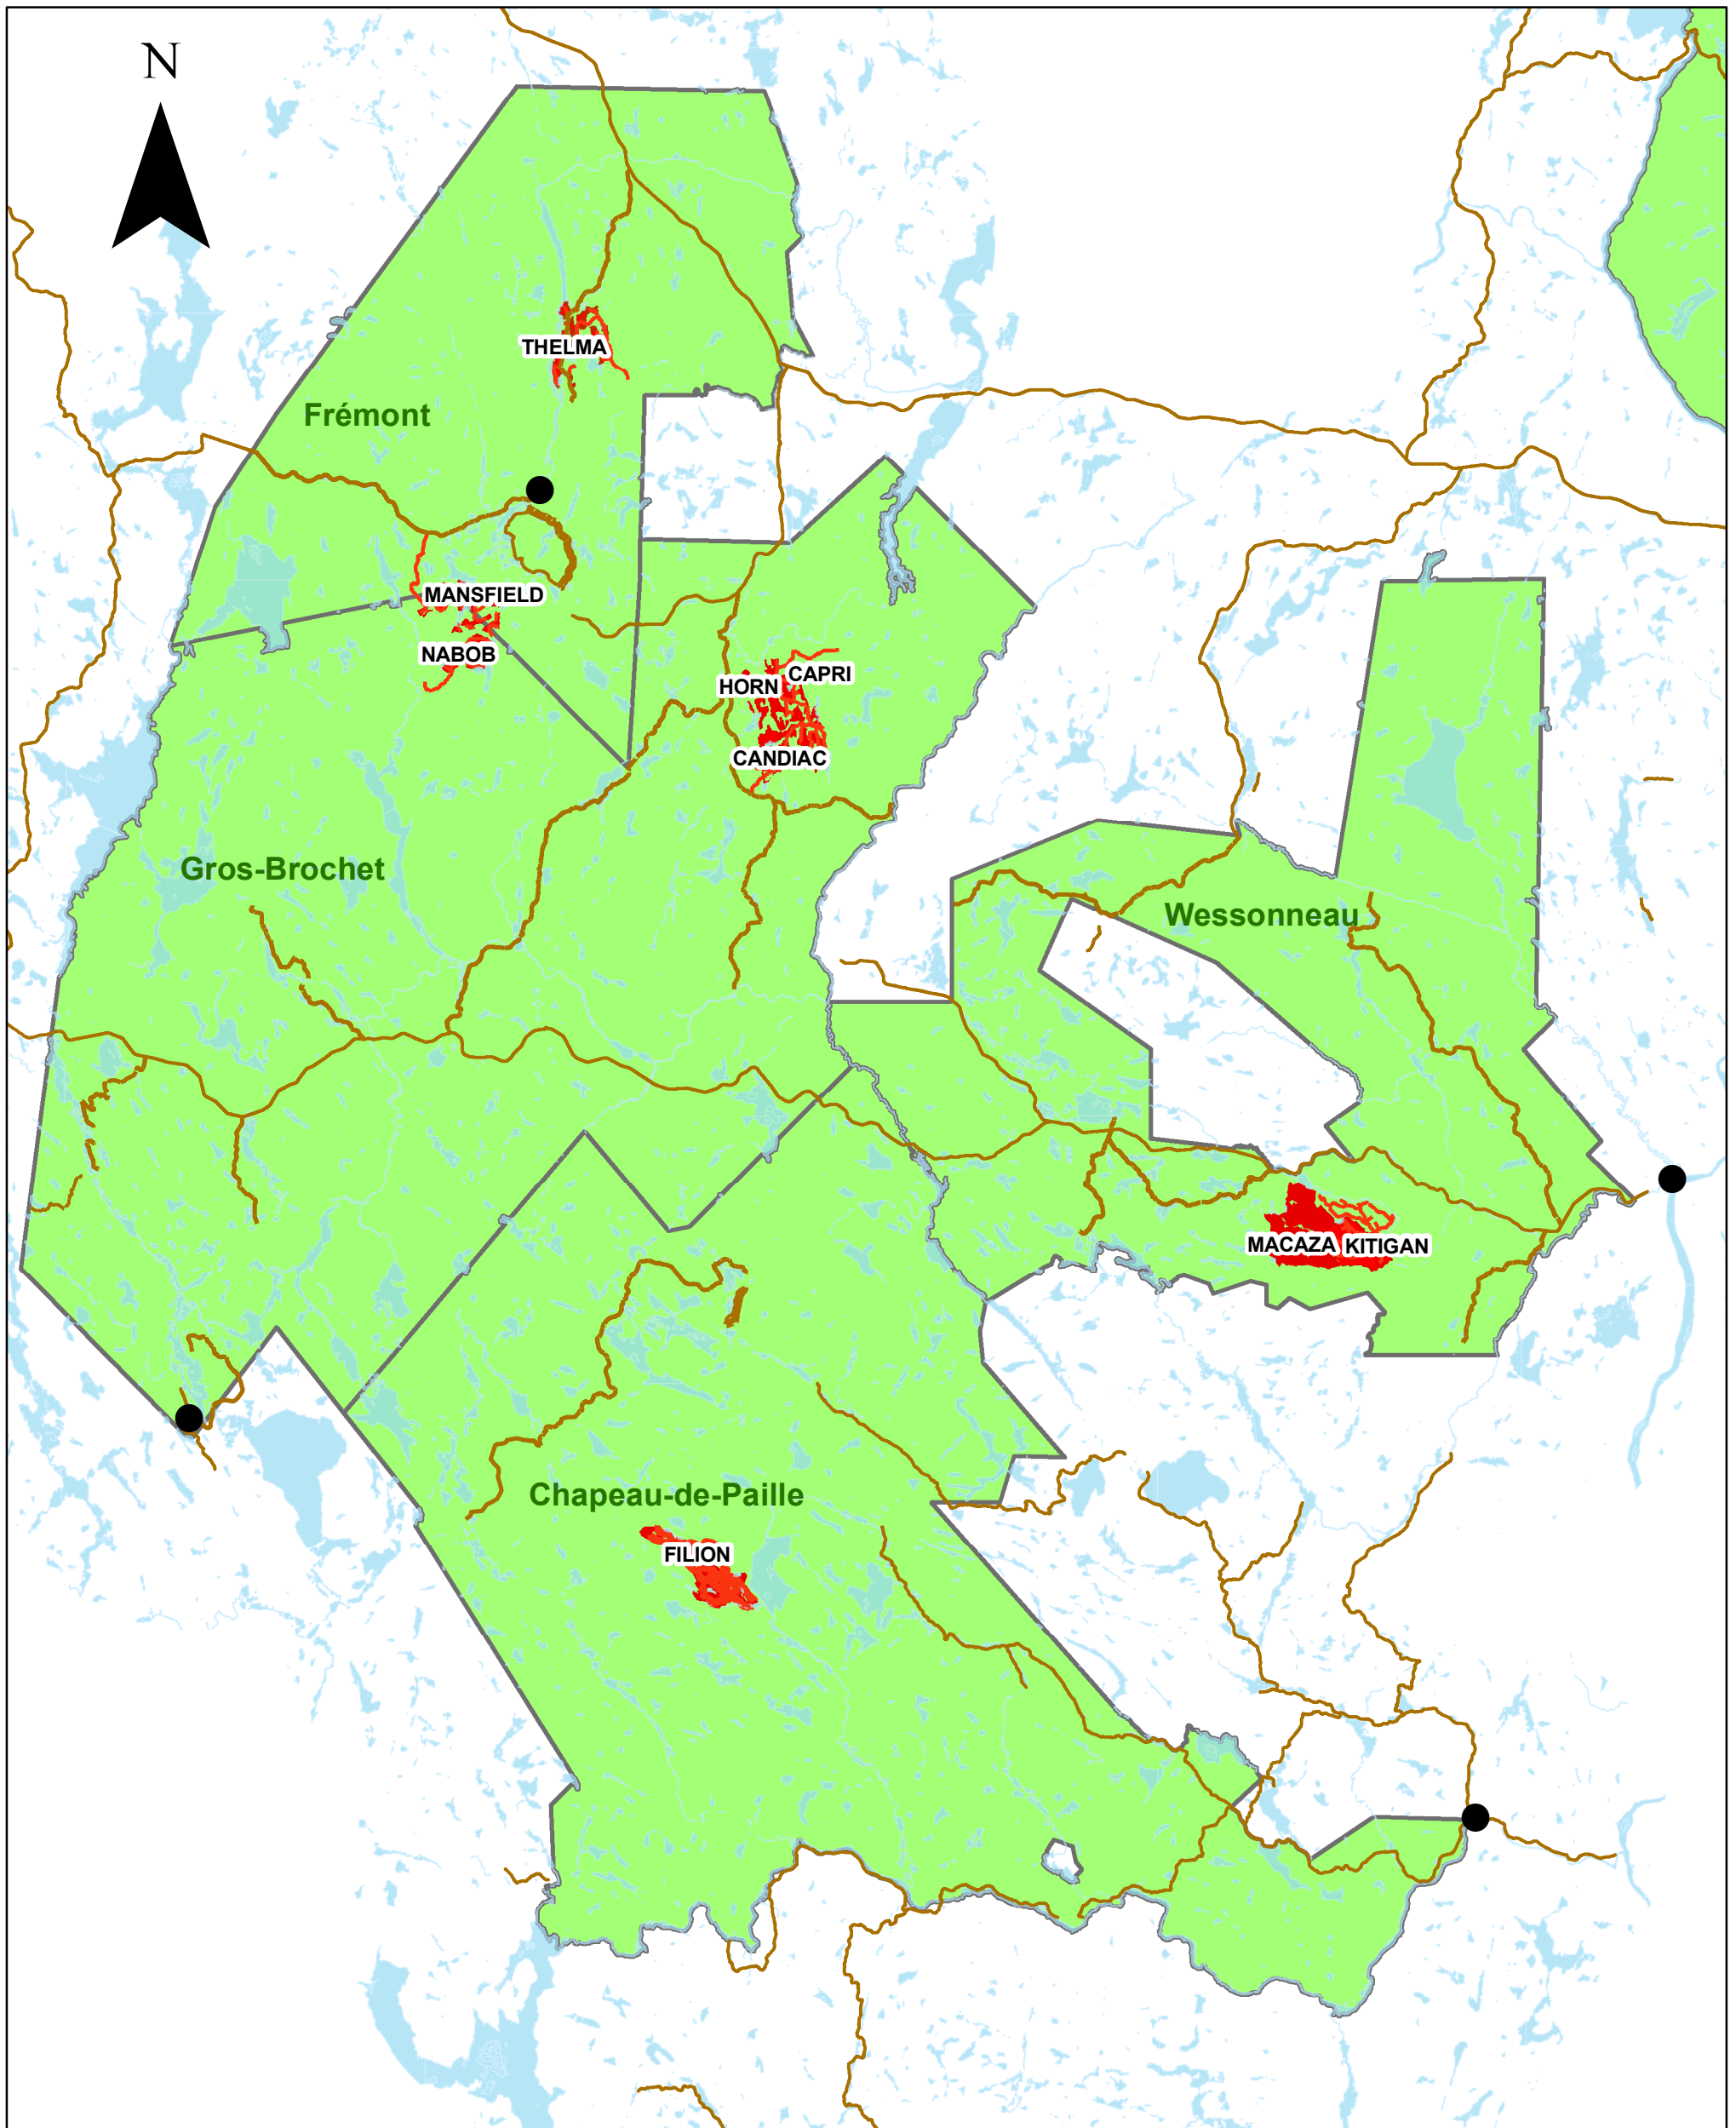 N
THELMA
Frémont
MANSFIELD
NABOB
HORN
CAPRI
CANDIAC
Gros-Brochet
Wessonneau
MACAZA
KITIGAN
Chapeau-de-Paille
FILION